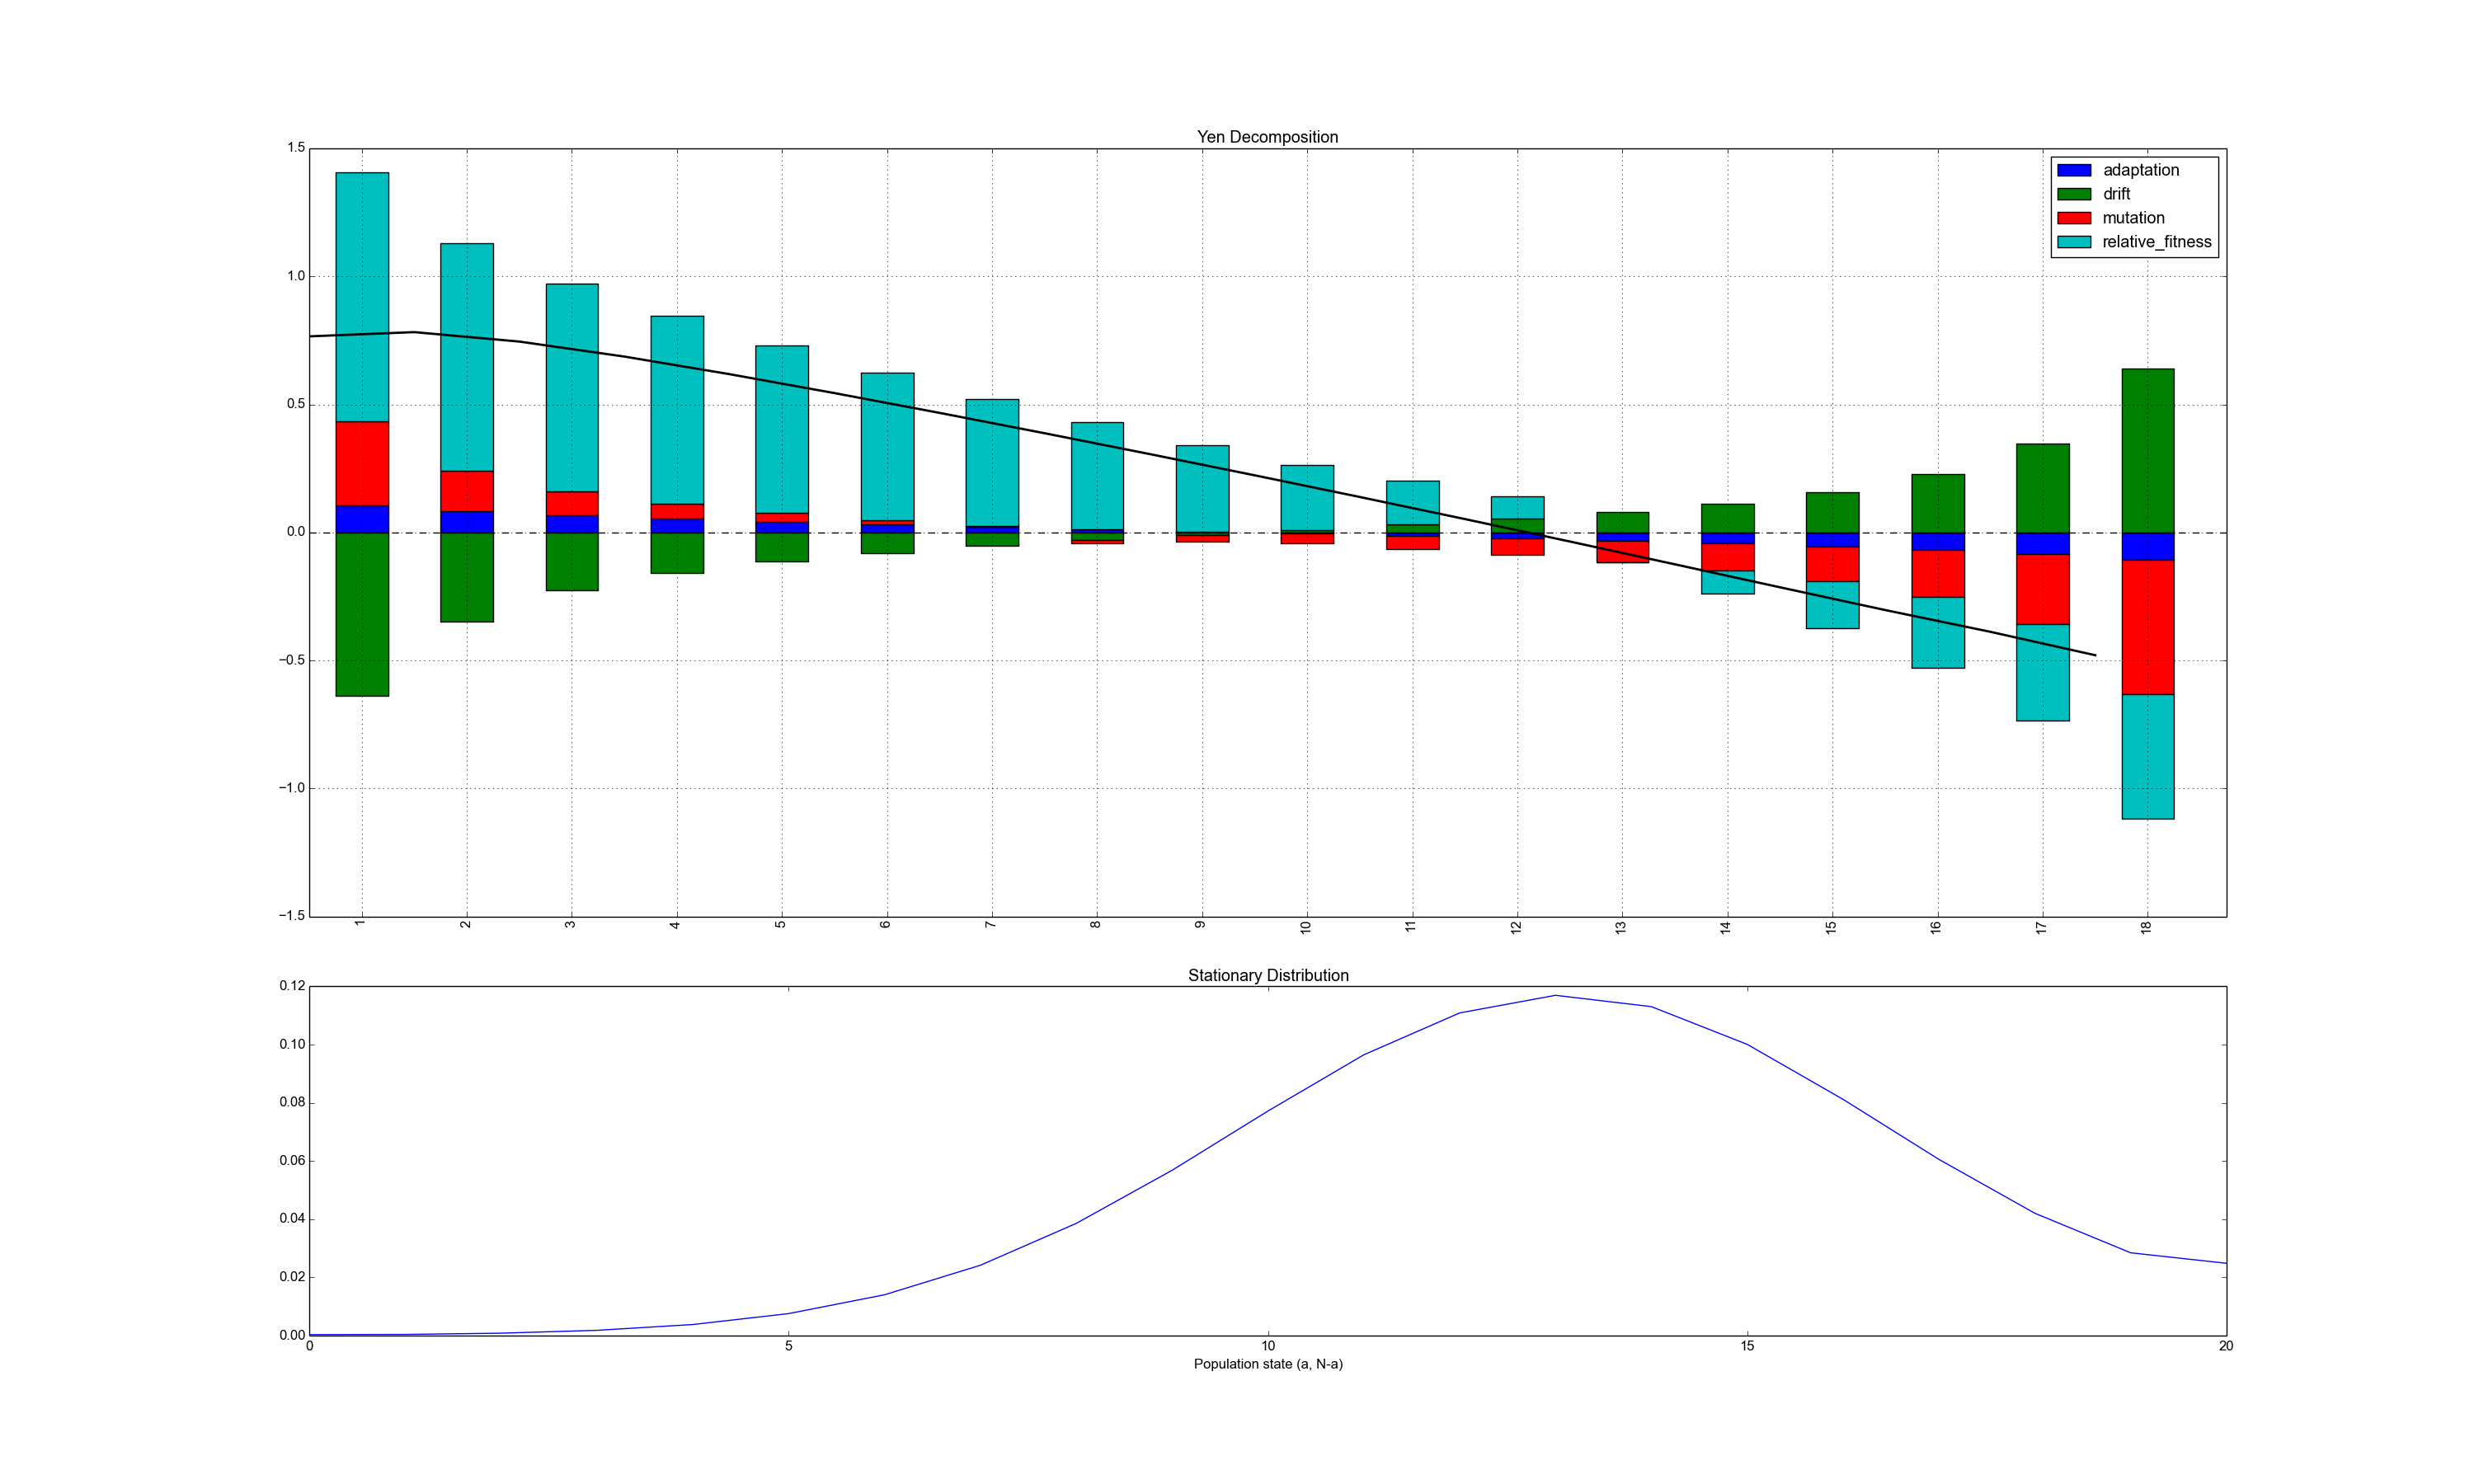 Yen Decomposition
1.5
1.0
0.5
0.0
−0.5
−1.0
−1.5
adaptation
drift
mutation
relative_fitness
1 2 3 4 5 6 7 8 9 10 11 12 13 14 15 16 17 18
Stationary Distribution
0.12
0.10
0.08
0.06
0.04
0.02
0.00
0 5 10 15 20
Population state (a, N-a)